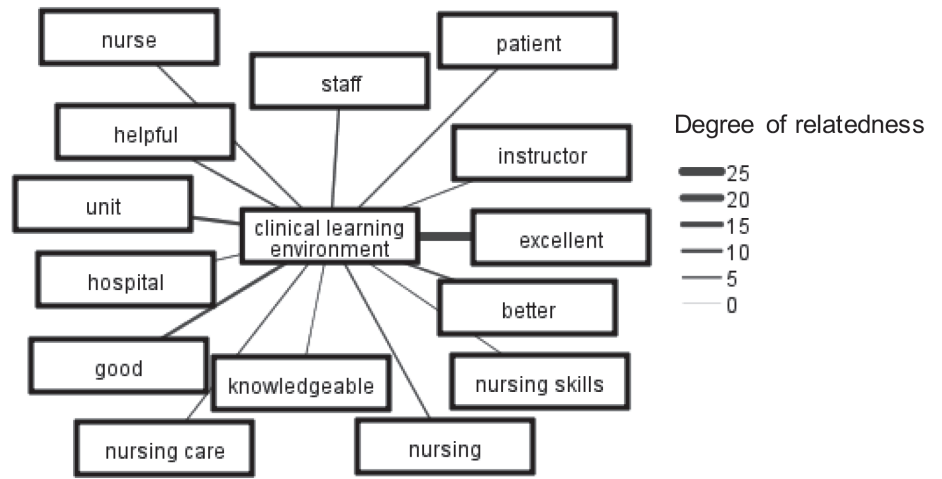 nurse
patient
staff
helpful
instructor
unit
clinical learning
environment
excellent
hospital
better
good
knowledgeable
nursing skills
nursing care
nursing
Degree of relatedness
25
20
15
10
5
0